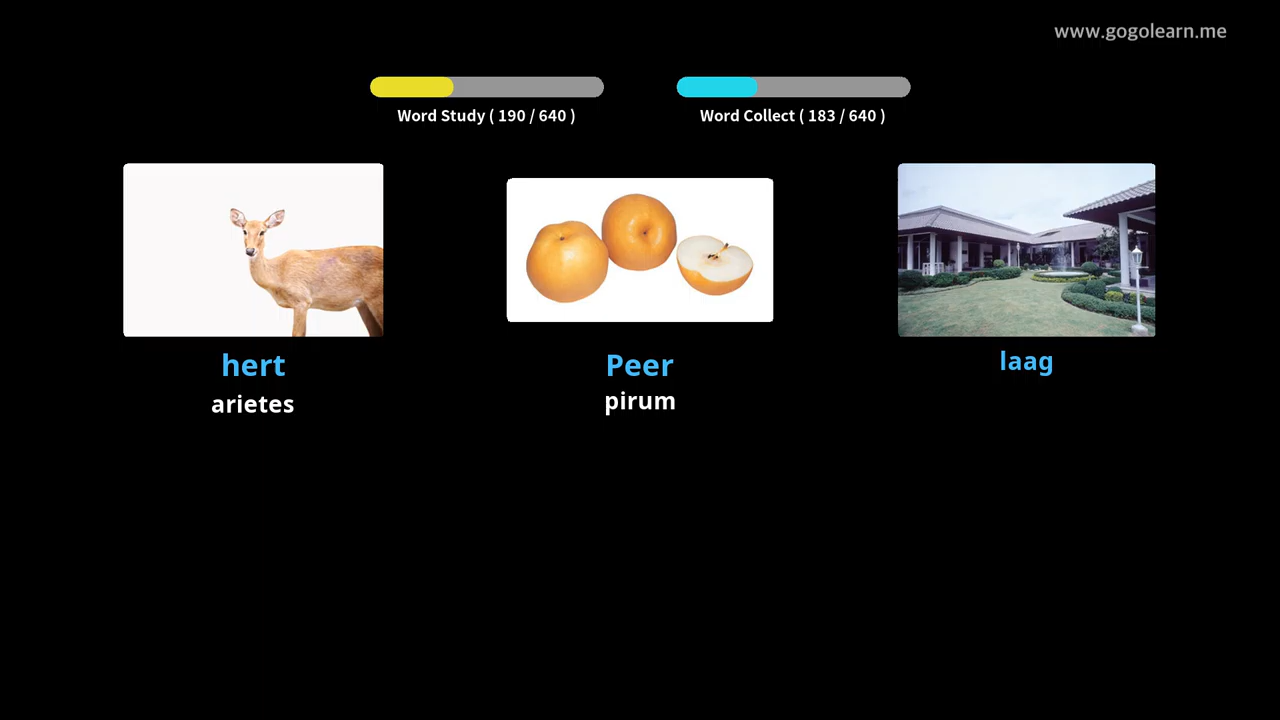 www.gogolearn.me
Word Study ( 190 / 640 )
Word Collect ( 183 / 640 )
hert
arietes
Peer
pirum
laag